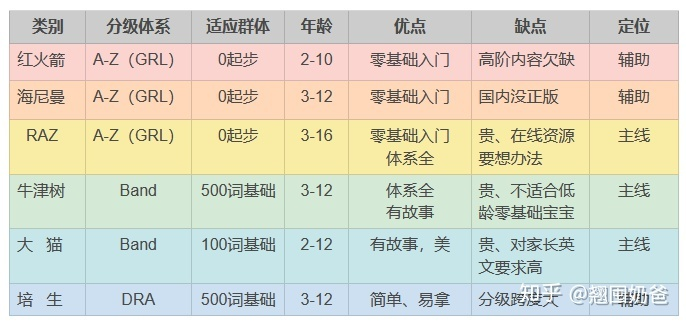 类别 分级体系 适应群体 年龄 优点 缺点 定位
红火箭 A-Z（GRL） 0起步 2-10 零基础入门 高阶内容欠缺 辅助
海尼曼 A-Z（GRL） 0起步 3-12 零基础入门 国内没正版 辅助
RAZ A-Z（GRL） 0起步 3-16 零基础入门 贵、在线资源 主线
体系全 要想办法
牛津树 Band 500词基础 3-12 体系全 贵、不适合低 主线
有故事 龄零基础宝宝
大 猫 Band 100词基础 2-12 有故事，美 贵、对家长英 主线
文要求高
培 生 DRA 500词基础 3-12 简单、易拿 分级跨度大 辅助
知乎 @翘国奶爸